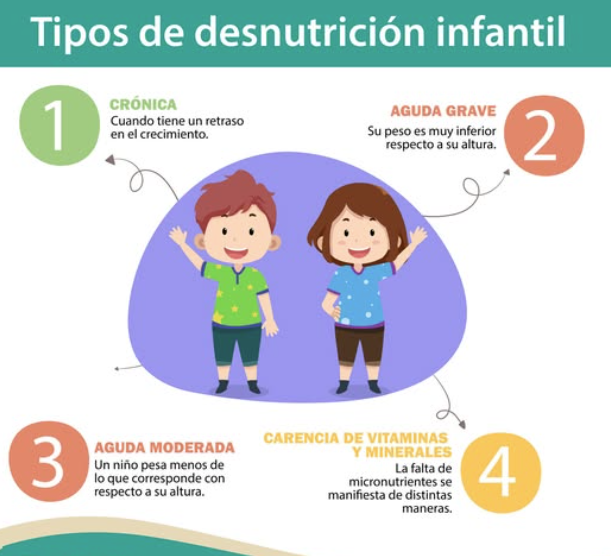 Tipos de desnutrición infantil
1
CRÓNICA
Cuando tiene un retraso
en el crecimiento.
2
AGUDA GRAVE
Su peso es muy inferior
respecto a su altura.
3
AGUDA MODERADA
Un niño pesa menos de
lo que corresponde con
respecto a su altura.
4
CARENCIA DE VITAMINAS
Y MINERALES
La falta de
micronutrientes se
manifiesta de distintas
maneras.